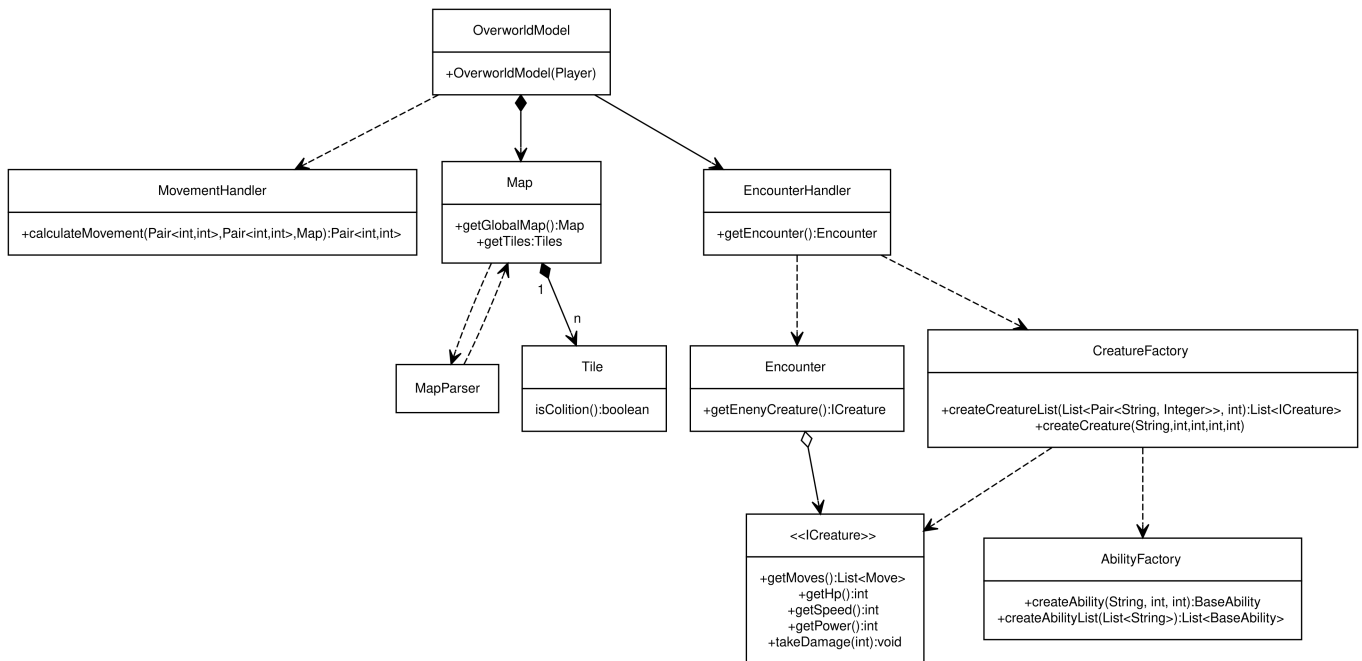 OverworldModel
+OverworldModel(Player)
MovementHandler
+calculateMovement(Pair<int,int>,Pair<int,int>,Map):Pair<int,int>
Map
+getGlobalMap():Map
+getTiles:Tiles
EncounterHandler
+getEncounter():Encounter
1
n
MapParser
Tile
isColition():boolean
Encounter
+getEnenyCreature():ICreature
CreatureFactory
+createCreatureList(List<Pair<String, Integer>>, int):List<ICreature>
+createCreature(String,int,int,int,int)
<<ICreature>>
+getMoves():List<Move>
+getHp():int
+getSpeed():int
+getPower():int
+takeDamage(int):void
AbilityFactory
+createAbility(String, int, int):BaseAbility
+createAbilityList(List<String>):List<BaseAbility>